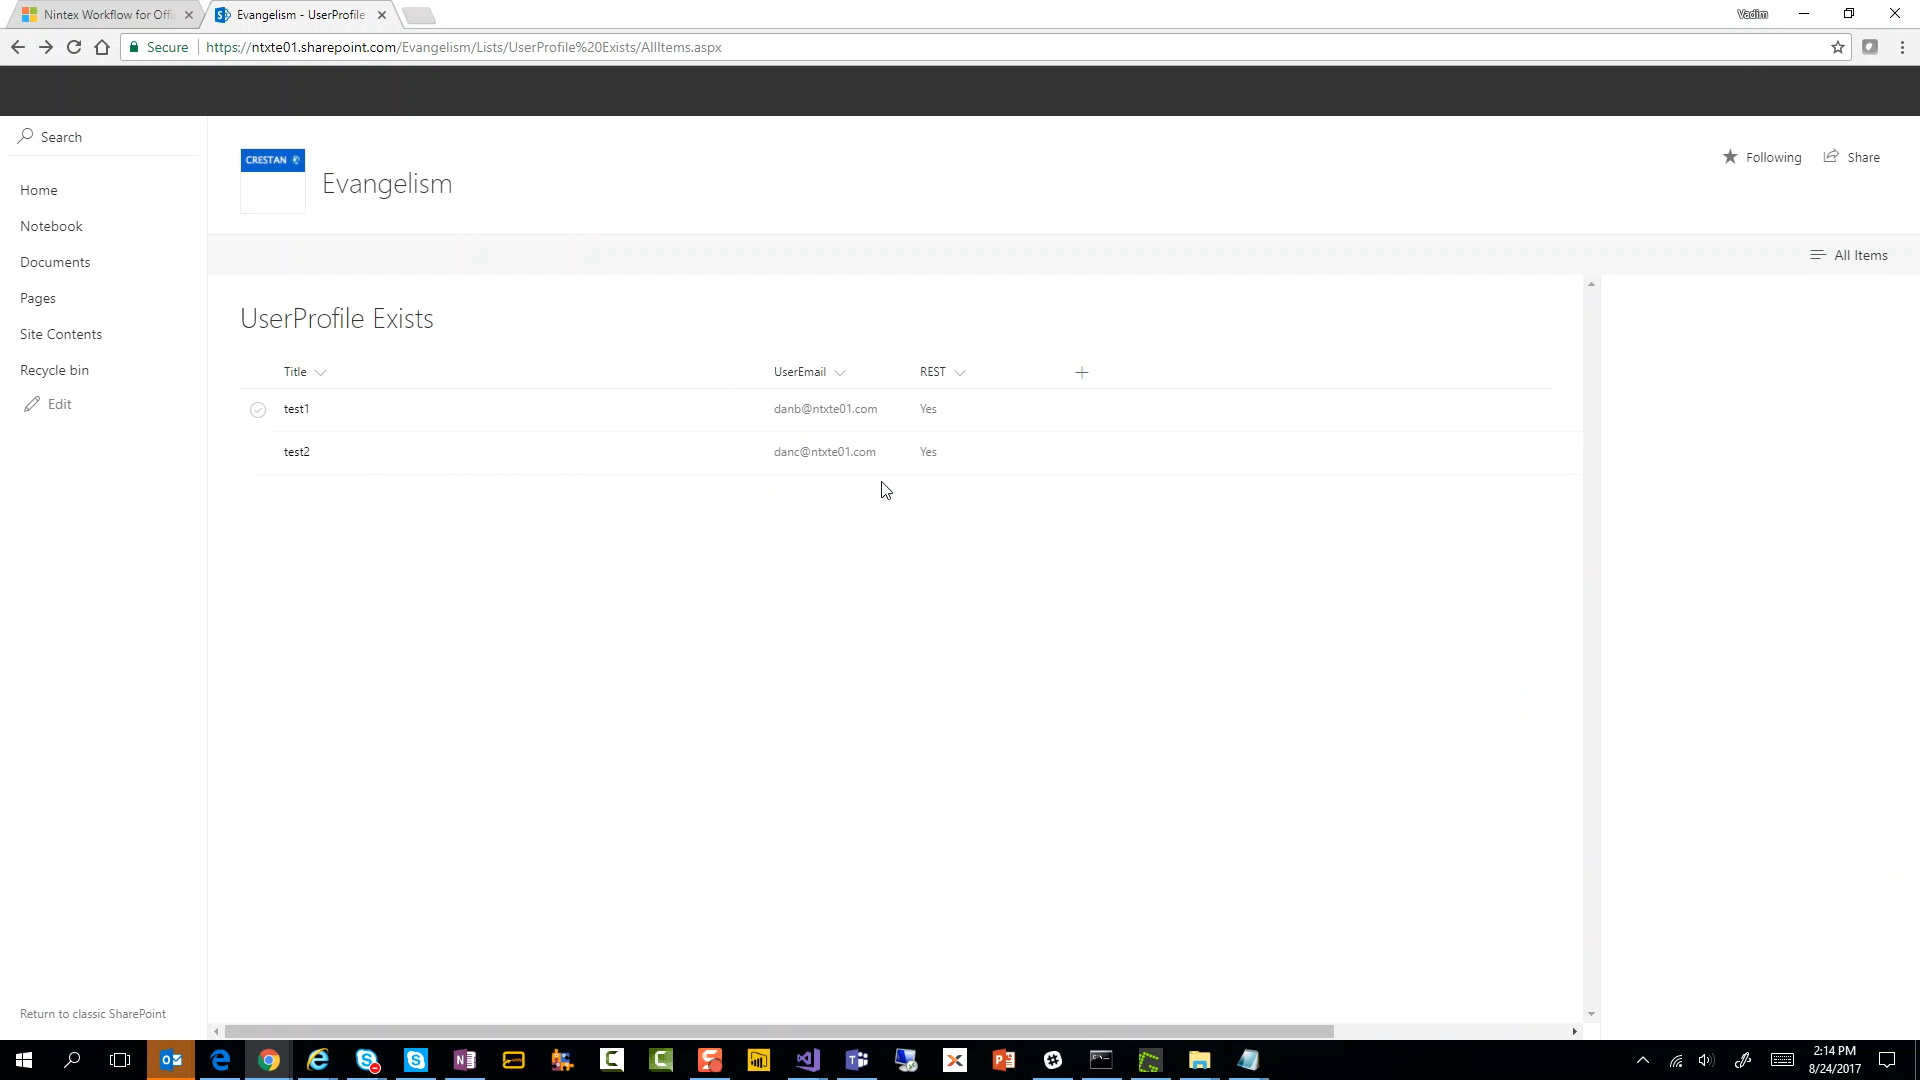 Nintex Workflow for Offi
Evangelism - UserProfile
Vadim
Secure
https://ntxte01.sharepoint.com/Evangelism/Lists/UserProfile%20Exists/AllItems.aspx
Search
Home
Notebook
Documents
Pages
Site Contents
Recycle bin
Edit
Return to classic SharePoint
CRESTAN
Evangelism
Following
Share
All Items
UserProfile Exists
Title UserEmail REST
test1 danb@ntxte01.com Yes
test2 danc@ntxte01.com Yes
2:14 PM
8/24/2017